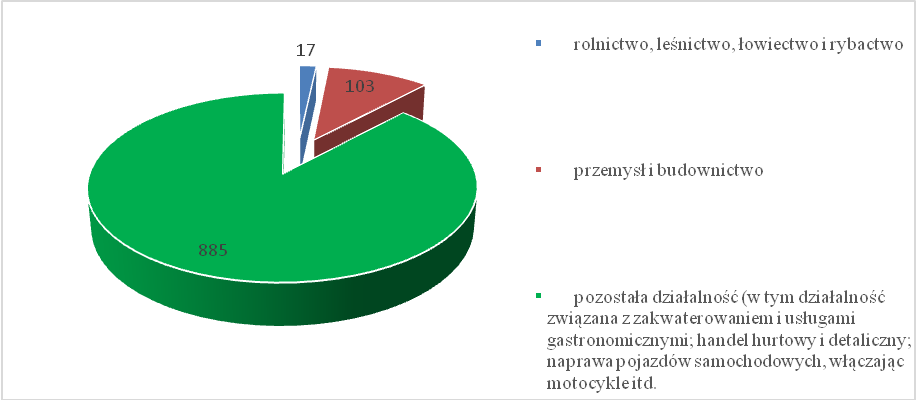 17
103
885
rolnictwo, leśnictwo, łowiectwo i rybactwo
przemysł i budownictwo
pozostała działalność (w tym działalność
związana z zakwaterowaniem i usługami
gastronomicznymi; handel hurtowy i detaliczny;
naprawa pojazdów samochodowych, włączając
motocykle itd.